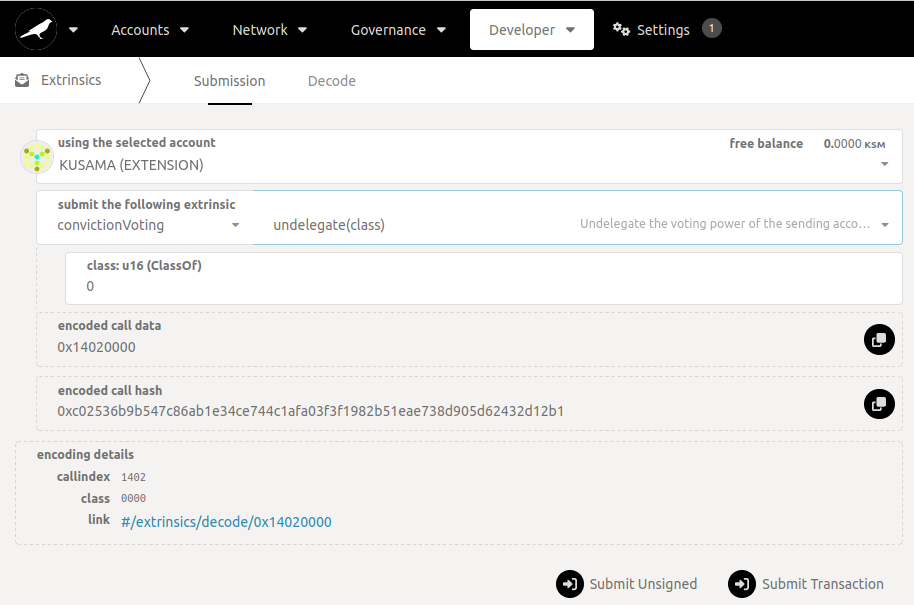 Accounts Network Governance Developer Settings 1
Extrinsics Submission Decode
using the selected account free balance 0.0000 KSM
KUSAMA (EXTENSION)
submit the following extrinsic
convictionVoting undelegate(class) Undelegate the voting power of the sending acco…
class: u16 (ClassOf)
0
encoded call data
0x14020000
encoded call hash
0xc02536b9b547c86ab1e34ce744c1afa03f3f1982b51eae738d905d62432d12b1
encoding details
callindex 1402
class 0000
link #/extrinsics/decode/0x14020000
Submit Unsigned Submit Transaction